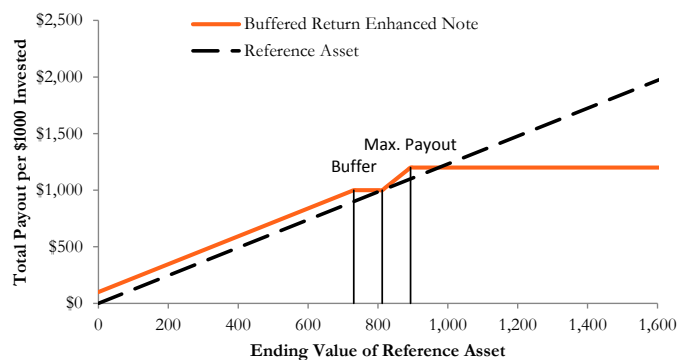 $2,500
Buffered Return Enhanced Note
Reference Asset
$2,000
$1,500
Max. Payout
Buffer
$1,000
$500
$0
0 200 400 600 800 1,000 1,200 1,400 1,600
Total Payout per $1000 Invested
Ending Value of Reference Asset